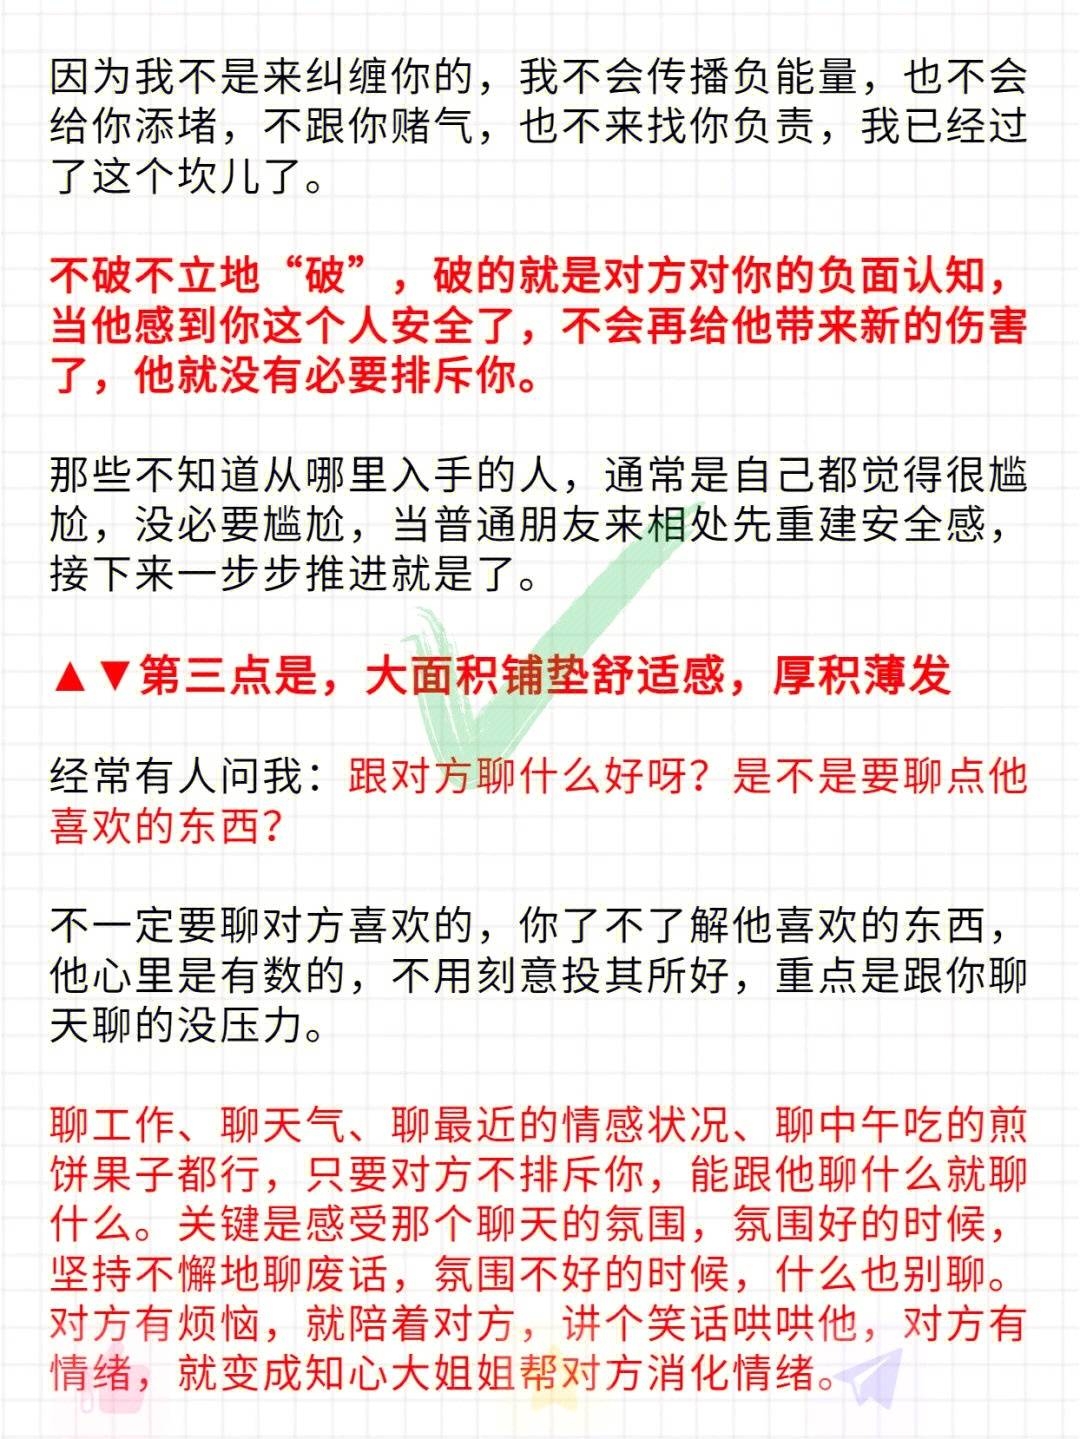 因为我不是来纠缠你的，我不会传播负能量，也不会
给你添堵，不跟你赌气，也不来找你负责，我已经过
了这个坎儿了。
不破不立地“破”，破的就是对方对你的负面认知，
当他感到你这个人安全了，不会再给他带来新的伤害
了，他就没有必要排斥你。
那些不知道从哪里入手的人，通常是自己都觉得很尴
尬，没必要尴尬，当普通朋友来相处先重建安全感，
接下来一步步推进就是了。
▲▼第三点是，大面积铺垫舒适感，厚积薄发
经常有人问我：跟对方聊什么好呀？是不是要聊点他
喜欢的东西？
不一定要聊对方喜欢的，你了不了解他喜欢的东西，
他心里是有数的，不用刻意投其所好，重点是跟你聊
天聊的没压力。
聊工作、聊天气、聊最近的情感状况、聊中午吃的煎
饼果子都行，只要对方不排斥你，能跟他聊什么就聊
什么。关键是感受那个聊天的氛围，氛围好的时候，
坚持不懈地聊废话，氛围不好的时候，什么也别聊。
对方有烦恼，就陪着对方，讲个笑话哄哄他，对方有
情绪，就变成知心大姐姐帮对方消化情绪。